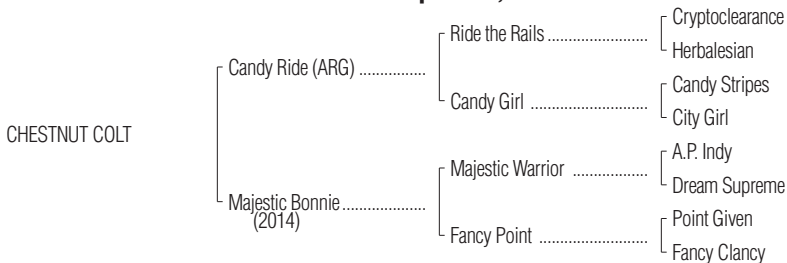 Cryptoclearance
Ride the Rails ....................
Herbalesian
Candy Ride (ARG) ................
Candy Stripes
Candy Girl .......................
City Girl
CHESTNUT COLT
A.P. Indy
Majestic Warrior ...............
Dream Supreme
Majestic Bonnie ....................
(2014)
Point Given
Fancy Point ......................
Fancy Clancy